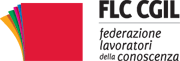 FLC CGIL
federazione
lavoratori
della conoscenza